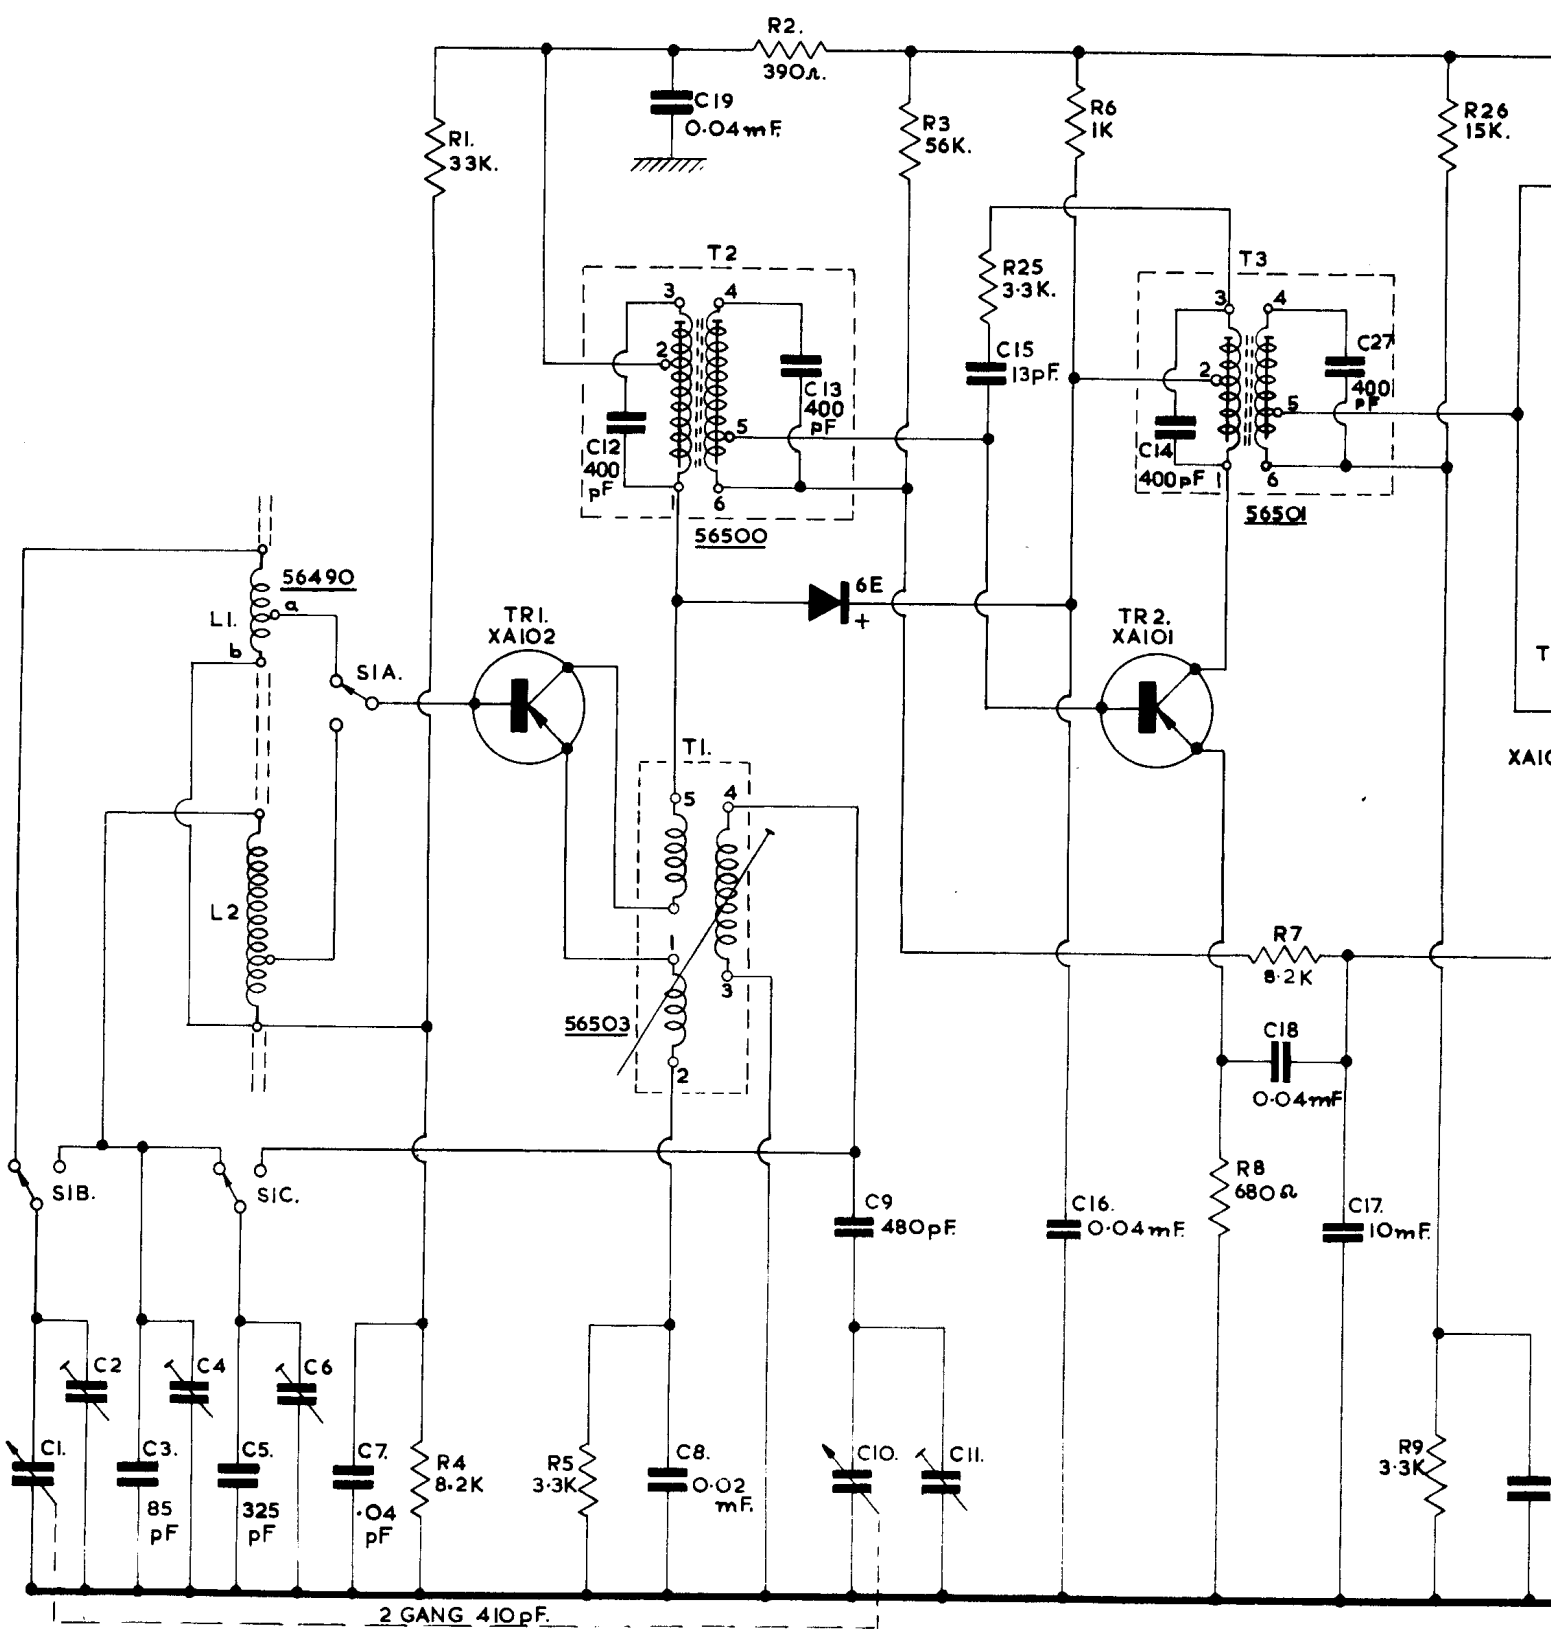 R2.
390Ω.
C19
0.04mF.
R1.
33K.
R3
56K.
R6
1K
R26
15K.
T2
R25
3.3K.
T3
3
4
3
4
2
C15
13pF.
C27
400
pF
2
C13
400
pF
5
5
C12
400
pF
C14
400pF
1
6
1
6
56500
56501
56490
a
L1.
b
6E
+
TR1.
XA102
TR2.
XA101
S1A.
T
XA10
T1.
5
4
L2
1
3
R7
8.2K
56503
2
C18
0.04mF
S1B.
S1C.
R8
680Ω
C9
480pF.
C16.
0.04mF.
C17.
10mF.
C2
C4
C6
C1.
C3.
85
pF
C5.
325
pF
C7.
.04
pF
R4
8.2K
R5
3.3K
C8.
0.02
mF.
C10.
C11.
R9
3.3K
2 GANG 410pF.